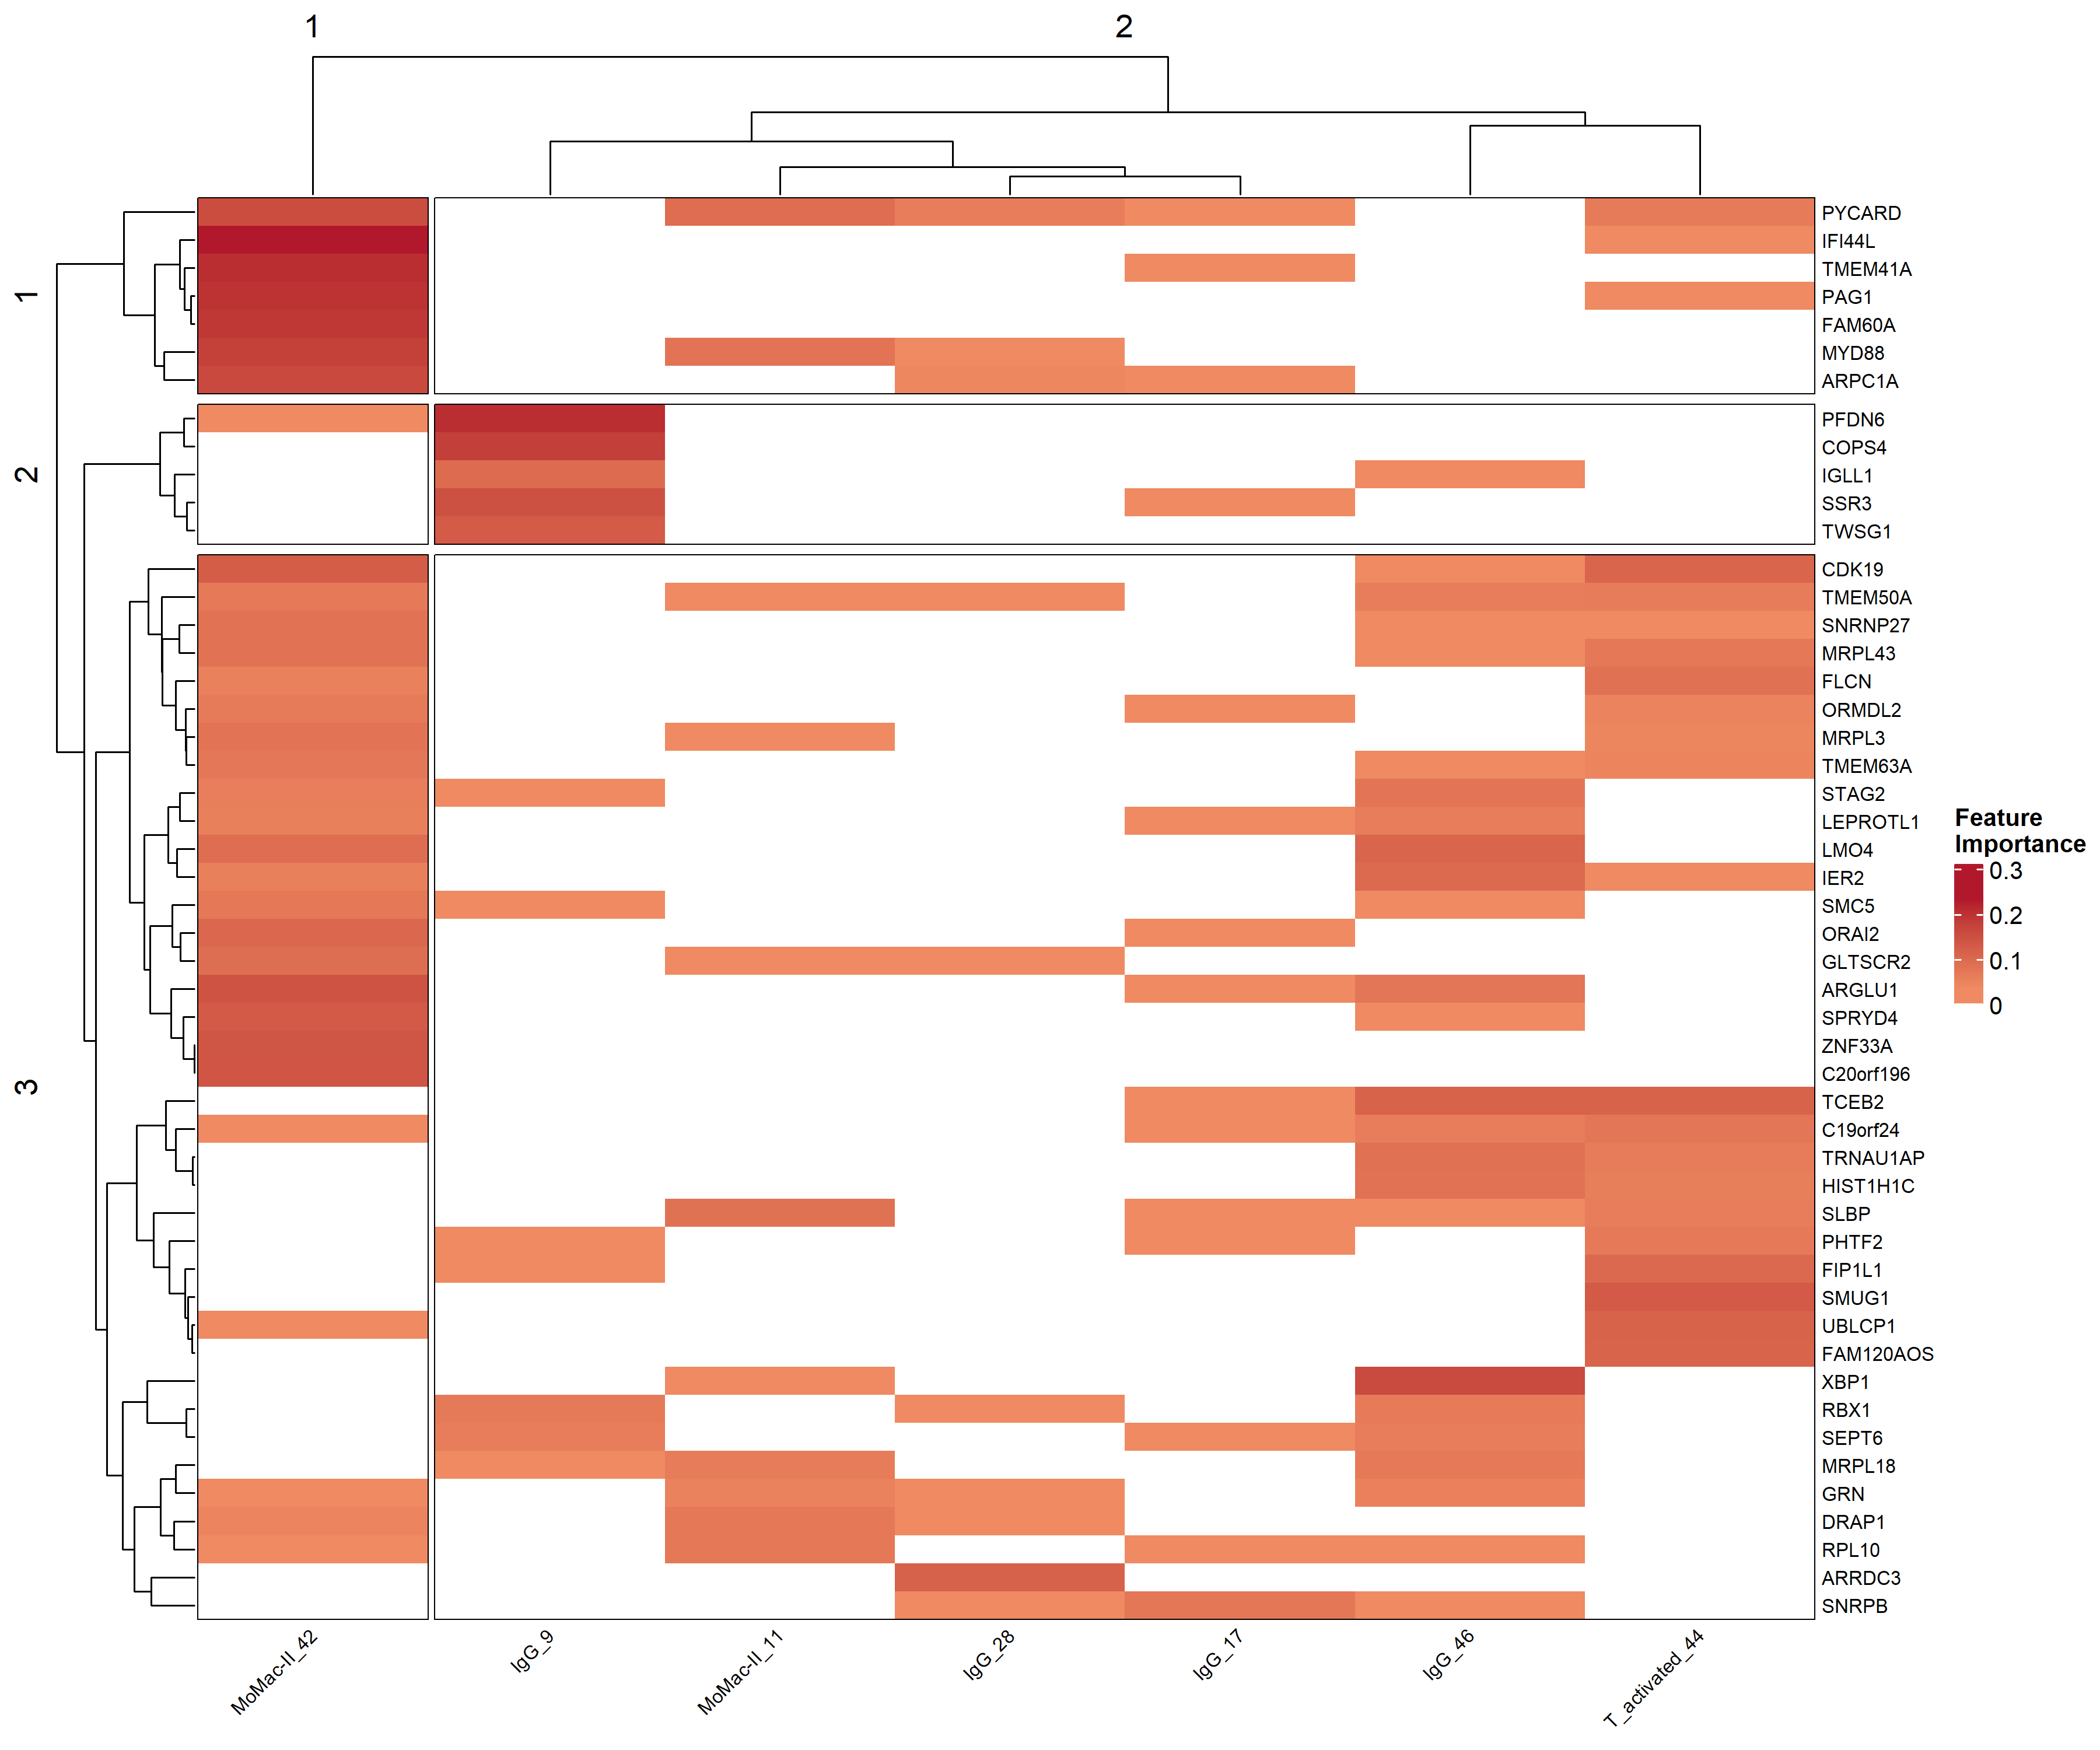 1
2
1
2
3
PYCARD
IFI44L
TMEM41A
PAG1
FAM60A
MYD88
ARPC1A
PFDN6
COPS4
IGLL1
SSR3
TWSG1
CDK19
TMEM50A
SNRNP27
MRPL43
FLCN
ORMDL2
MRPL3
TMEM63A
STAG2
LEPROTL1
LMO4
IER2
SMC5
ORAI2
GLTSCR2
ARGLU1
SPRYD4
ZNF33A
C20orf196
TCEB2
C19orf24
TRNAU1AP
HIST1H1C
SLBP
PHTF2
FIP1L1
SMUG1
UBLCP1
FAM120AOS
XBP1
RBX1
SEPT6
MRPL18
GRN
DRAP1
RPL10
ARRDC3
SNRPB
MoMac-II_42
IgG_9
MoMac-II_11
IgG_28
IgG_17
IgG_46
T_activated_44
Feature
Importance
0.3
0.2
0.1
0